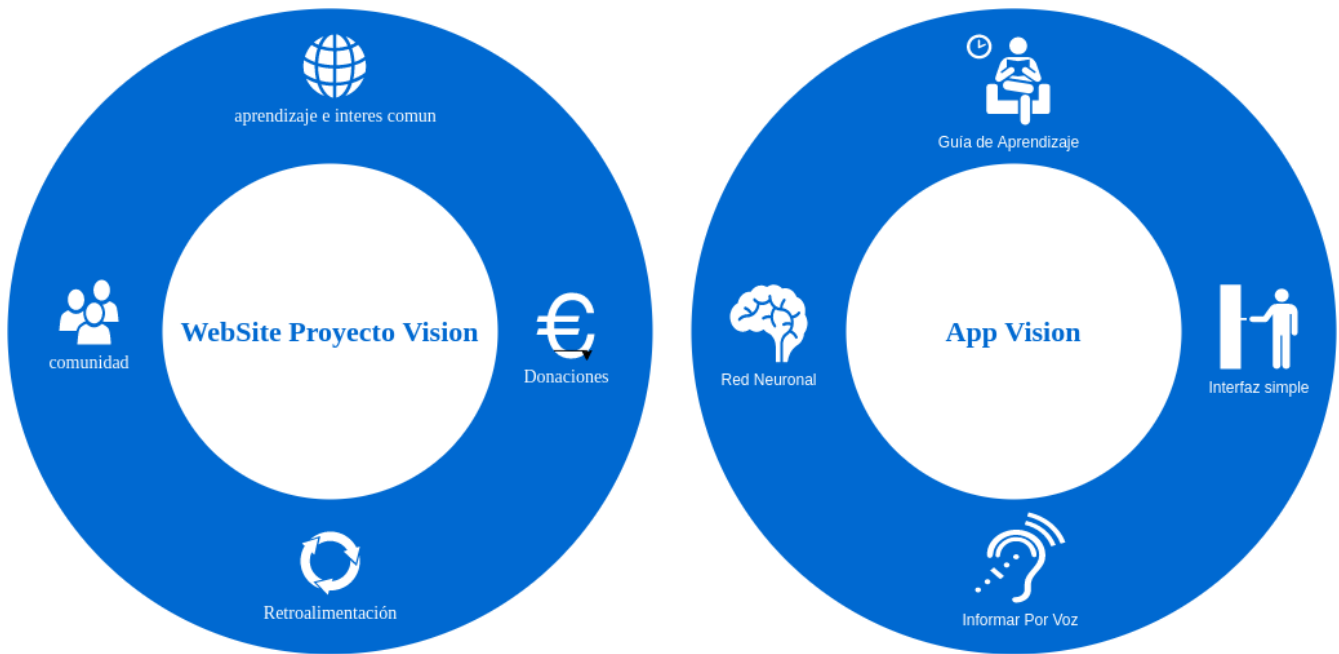 aprendizaje e interes comun
comunidad
WebSite Proyecto Vision
€
Donaciones
Retroalimentación
Guía de Aprendizaje
Red Neuronal
App Vision
Interfaz simple
Informar Por Voz